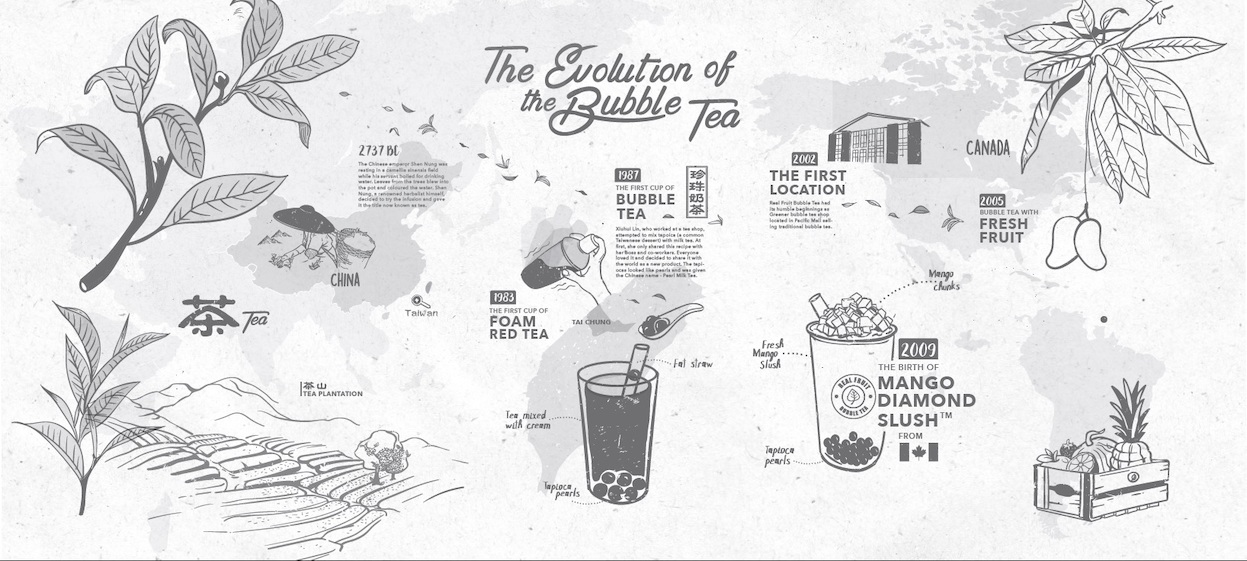 The Evolution of
the Bubble Tea
2737 BC
The Chinese emperor Shen Nung was
resting in a camellia sinensis field
while his servant boiled for drinking
water. Leaves from the trees blew into
the pot and coloured the water. Shen
Nung, a renowned herbalist himself,
decided to try the infusion and gave
it the title now known as tea.
CHINA
Taiwan
茶 Tea
茶山
TEA PLANTATION
1983
THE FIRST CUP OF
FOAM
RED TEA
TAI CHUNG
1987
THE FIRST CUP OF
BUBBLE
TEA
珍珠奶茶
Xiuhui Lin, who worked at a tea shop,
attempted to mix tapioca (a common
Taiwanese dessert) with milk tea. At
first, she only shared this recipe with
her boss and co-workers. Everyone
loved it and decided to share it with
the world as a new product. The tapi-
ocas looked like pearls and was given
the Chinese name - Pearl Milk Tea.
Fat straw
Tea mixed
with cream
Tapioca
pearls
2002
THE FIRST
LOCATION
Real Fruit Bubble Tea had
its humble beginnings as
Greener bubble tea shop
located in Pacific Mall sell-
ing traditional bubble tea.
CANADA
2005
BUBBLE TEA WITH
FRESH
FRUIT
Mango
chunks
Fresh
Mango
Slush
REAL FRUIT
BUBBLE TEA
Tapioca
pearls
2009
THE BIRTH OF
MANGO
DIAMOND
SLUSH™
FROM